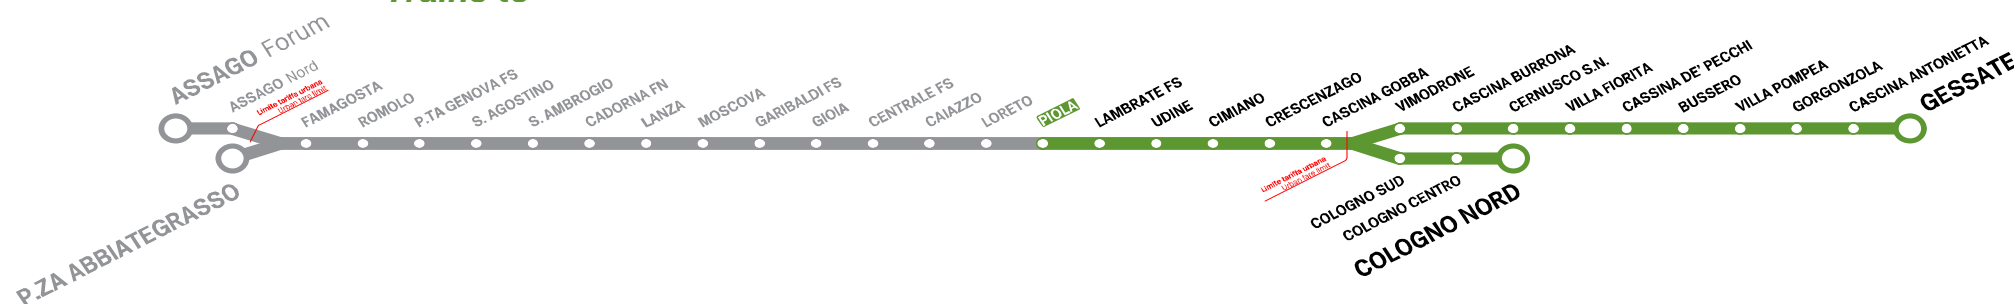 Trains to
ASSAGO Forum
ASSAGO Nord
Limite tariffa urbana
Urban fare limit
P.ZA ABBIATEGRASSO
FAMAGOSTA
ROMOLO
P.TA GENOVA FS
S. AGOSTINO
S. AMBROGIO
CADORNA FN
LANZA
MOSCOVA
GARIBALDI FS
GIOIA
CENTRALE FS
CAIAZZO
LORETO
PIOLA
LAMBRATE FS
UDINE
CIMIANO
CRESCENZAGO
CASCINA GOBBA
Limite tariffa urbana
Urban fare limit
VIMODRONE
CASCINA BURRONA
CERNUSCO S.N.
VILLA FIORITA
CASSINA DE' PECCHI
BUSSERO
VILLA POMPEA
GORGONZOLA
CASCINA ANTONIETTA
GESSATE
COLOGNO SUD
COLOGNO CENTRO
COLOGNO NORD